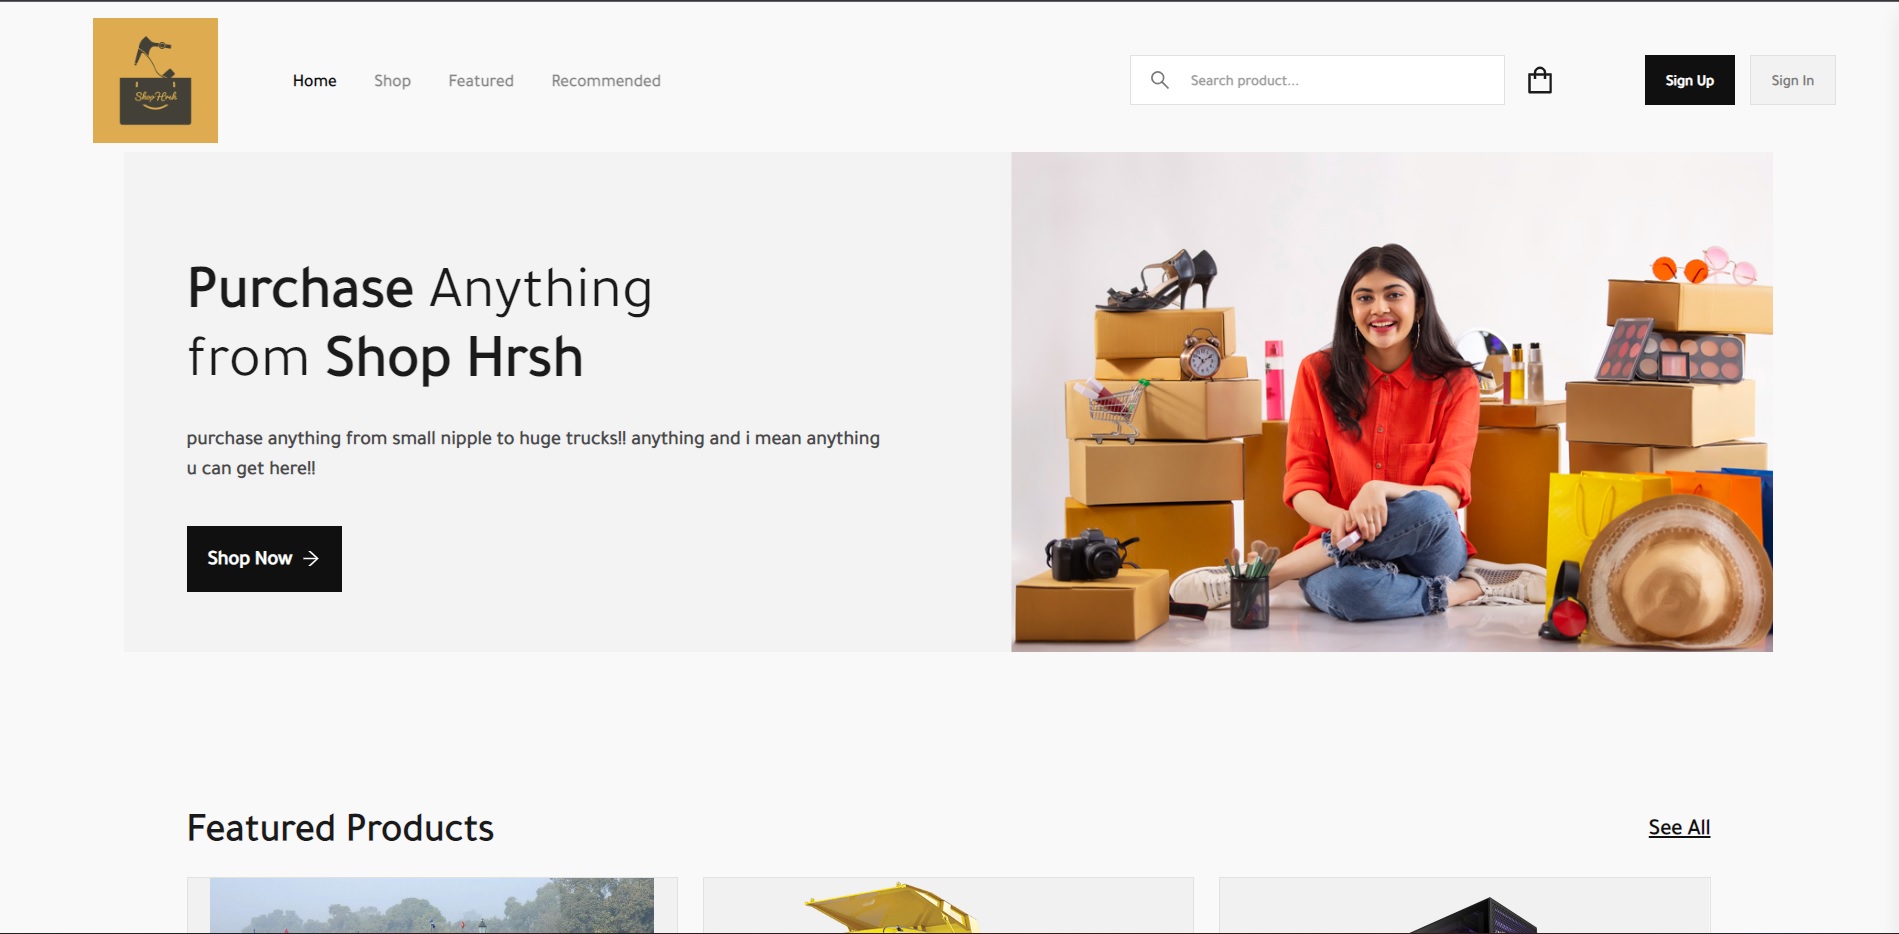 Shop Hrsh
Home
Shop
Featured
Recommended
Search product...
Sign Up
Sign In
Purchase Anything
from Shop Hrsh
purchase anything from small nipple to huge trucks!! anything and i mean anything
u can get here!!
Shop Now
Featured Products
See All